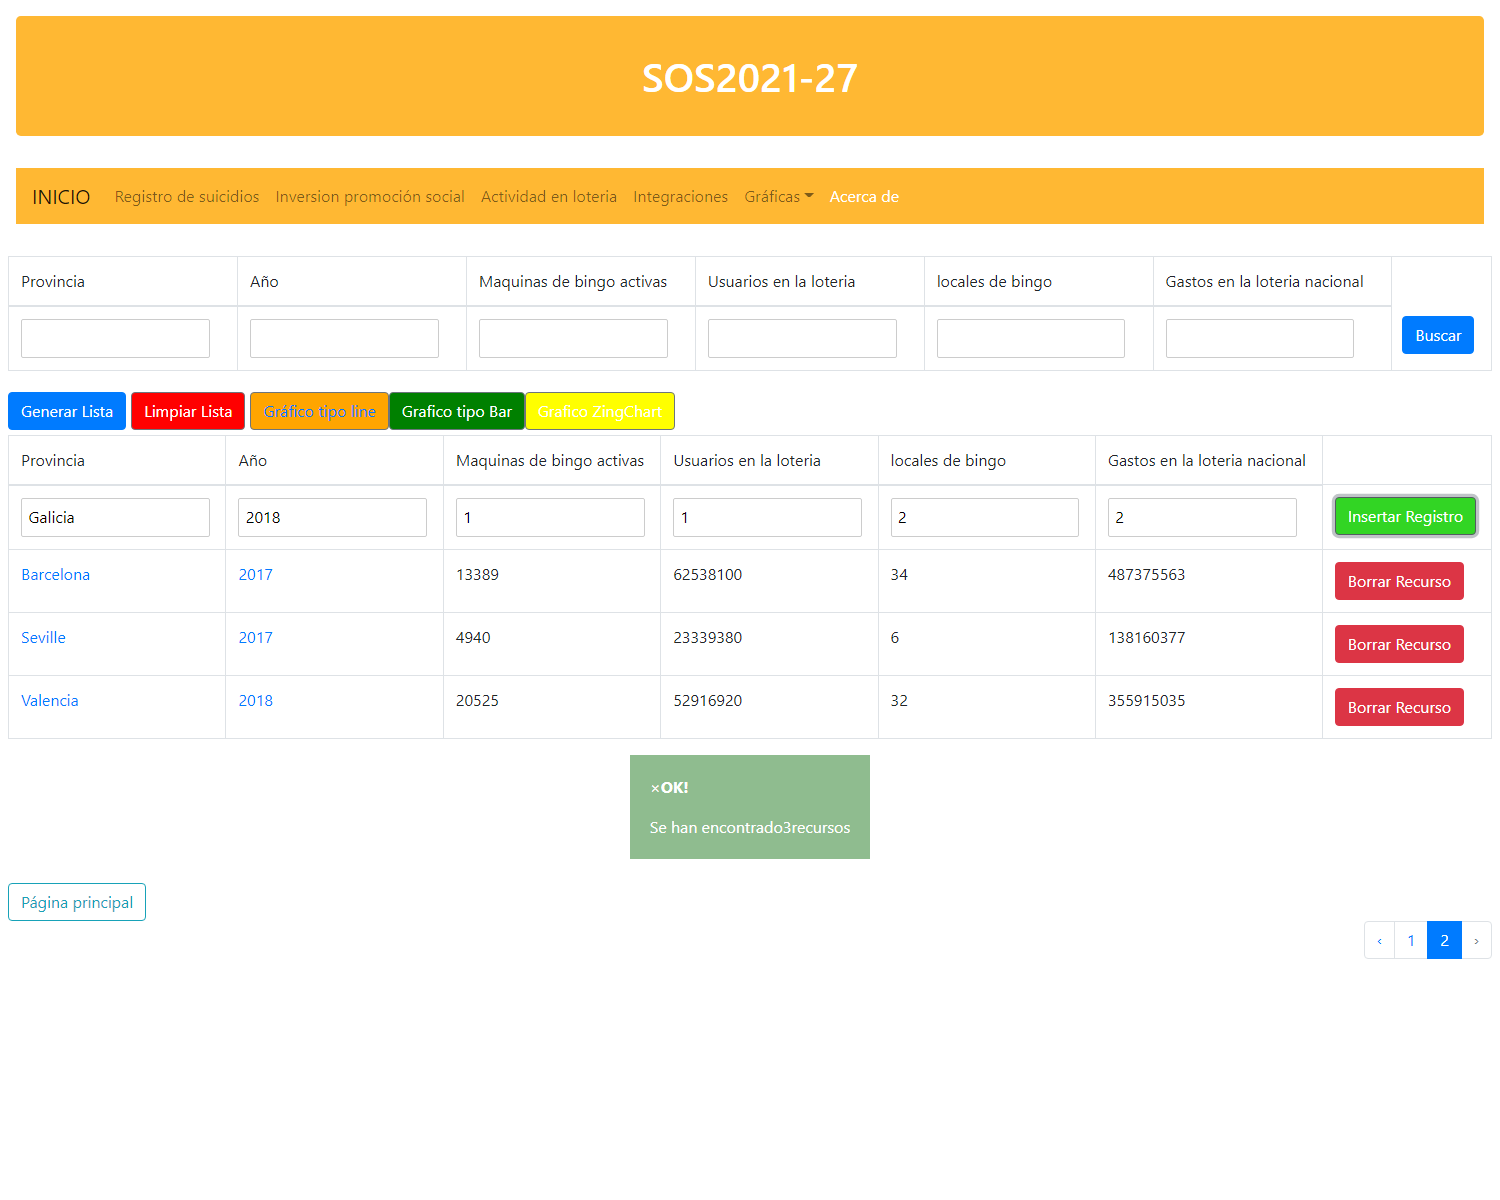 SOS2021-27
INICIO Registro de suicidios Inversion promoción social Actividad en loteria Integraciones Gráficas Acerca de
Provincia Año Maquinas de bingo activas Usuarios en la loteria locales de bingo Gastos en la loteria nacional
Buscar
Generar Lista Limpiar Lista Gráfico tipo line Grafico tipo Bar Grafico ZingChart
Provincia Año Maquinas de bingo activas Usuarios en la loteria locales de bingo Gastos en la loteria nacional
Galicia 2018 1 1 2 2 Insertar Registro
Barcelona 2017 13389 62538100 34 487375563 Borrar Recurso
Seville 2017 4940 23339380 6 138160377 Borrar Recurso
Valencia 2018 20525 52916920 32 355915035 Borrar Recurso
×OK!
Se han encontrado3recursos
Página principal
‹ 1 2 ›